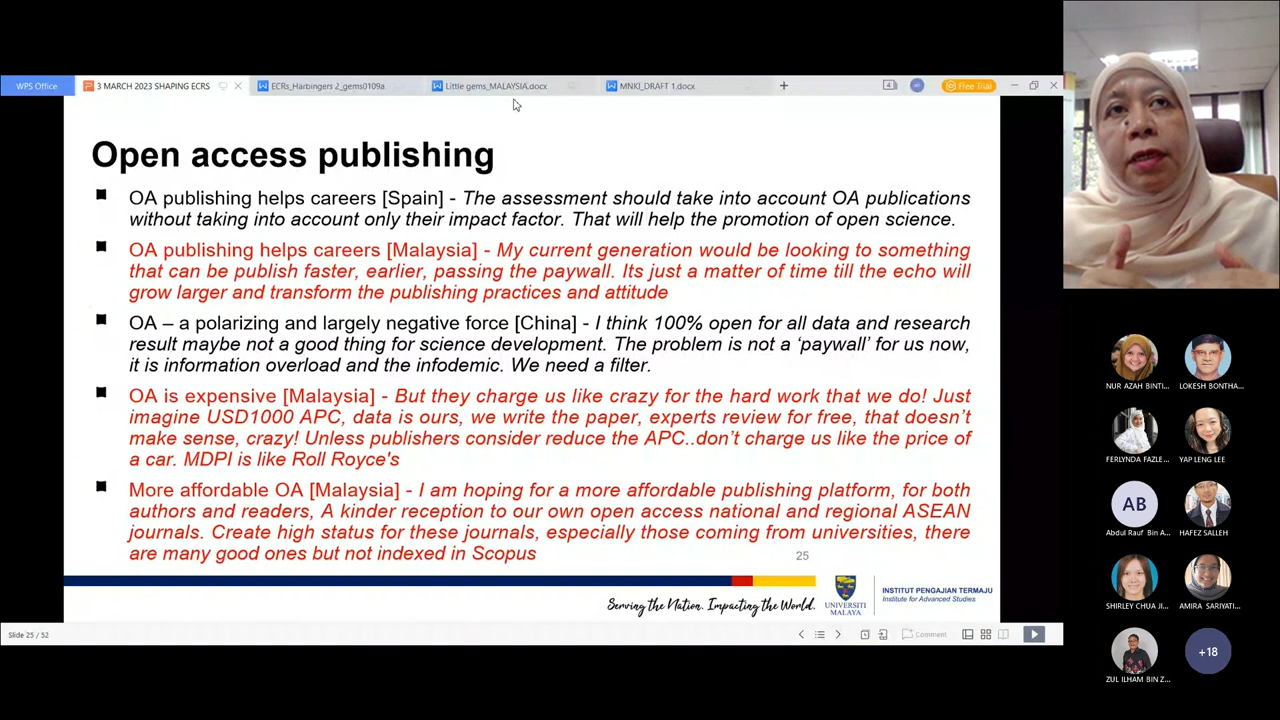 WPS Office
3 MARCH 2023 SHAPING ECRS
ECRs_Harbingers 2_gems0109a
Little gems_MALAYSIA.docx
MNKI_DRAFT 1.docx
Free Trial
Open access publishing
OA publishing helps careers [Spain] - The assessment should take into account OA publications
without taking into account only their impact factor. That will help the promotion of open science.
OA publishing helps careers [Malaysia] - My current generation would be looking to something
that can be publish faster, earlier, passing the paywall. Its just a matter of time till the echo will
grow larger and transform the publishing practices and attitude
OA – a polarizing and largely negative force [China] - I think 100% open for all data and research
result maybe not a good thing for science development. The problem is not a ‘paywall’ for us now,
it is information overload and the infodemic. We need a filter.
OA is expensive [Malaysia] - But they charge us like crazy for the hard work that we do! Just
imagine USD1000 APC, data is ours, we write the paper, experts review for free, that doesn’t
make sense, crazy! Unless publishers consider reduce the APC..don’t charge us like the price of
a car. MDPI is like Roll Royce's
More affordable OA [Malaysia] - I am hoping for a more affordable publishing platform, for both
authors and readers, A kinder reception to our own open access national and regional ASEAN
journals. Create high status for these journals, especially those coming from universities, there
are many good ones but not indexed in Scopus
25
Serving the Nation. Impacting the World.
UNIVERSITI
MALAYA
INSTITUT PENGAJIAN TERMAJU
Institute for Advanced Studies
Slide 25 / 52
Comment
NUR AZAH BINTI...
LOKESH BONTHA...
FERLYNDA FAZLE...
YAP LENG LEE
AB
Abdul Rauf Bin A...
HAFEZ SALLEH
SHIRLEY CHUA JI...
AMIRA SARIYATI...
ZUL ILHAM BIN Z...
+18